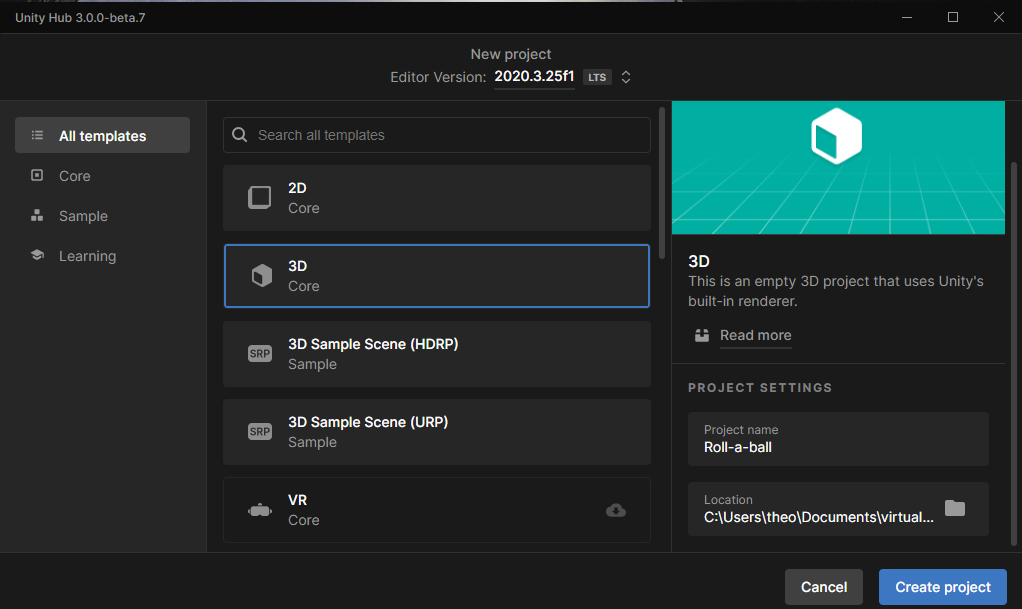 Unity Hub 3.0.0-beta.7
New project
Editor Version: 2020.3.25f1 LTS
All templates
Core
Sample
Learning
Search all templates
2D
Core
3D
Core
SRP
3D Sample Scene (HDRP)
Sample
SRP
3D Sample Scene (URP)
Sample
VR
Core
3D
This is an empty 3D project that uses Unity's
built-in renderer.
Read more
PROJECT SETTINGS
Project name
Roll-a-ball
Location
C:\Users\theo\Documents\virtual...
Cancel
Create project